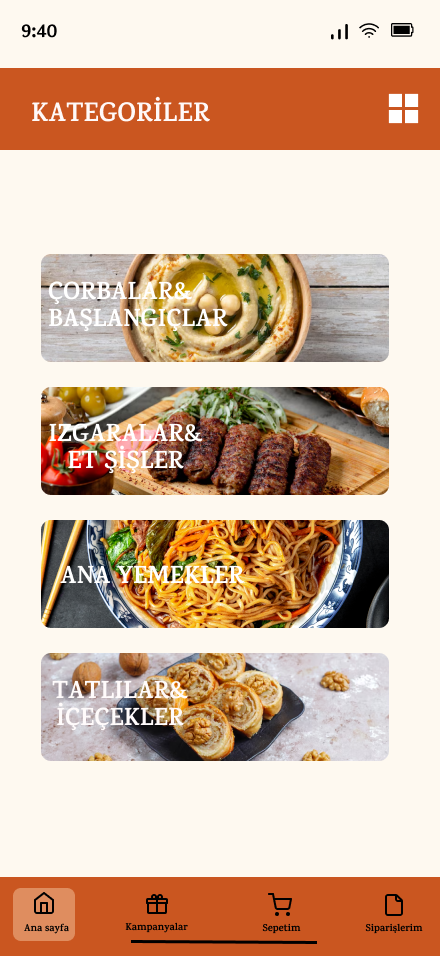 9:40
KATEGORİLER
ÇORBALAR&
BAŞLANGIÇLAR
IZGARALAR&
ET ŞİŞLER
ANA YEMEKLER
TATLILAR&
İÇEÇEKLER
Ana sayfa Kampanyalar Sepetim Siparişlerim